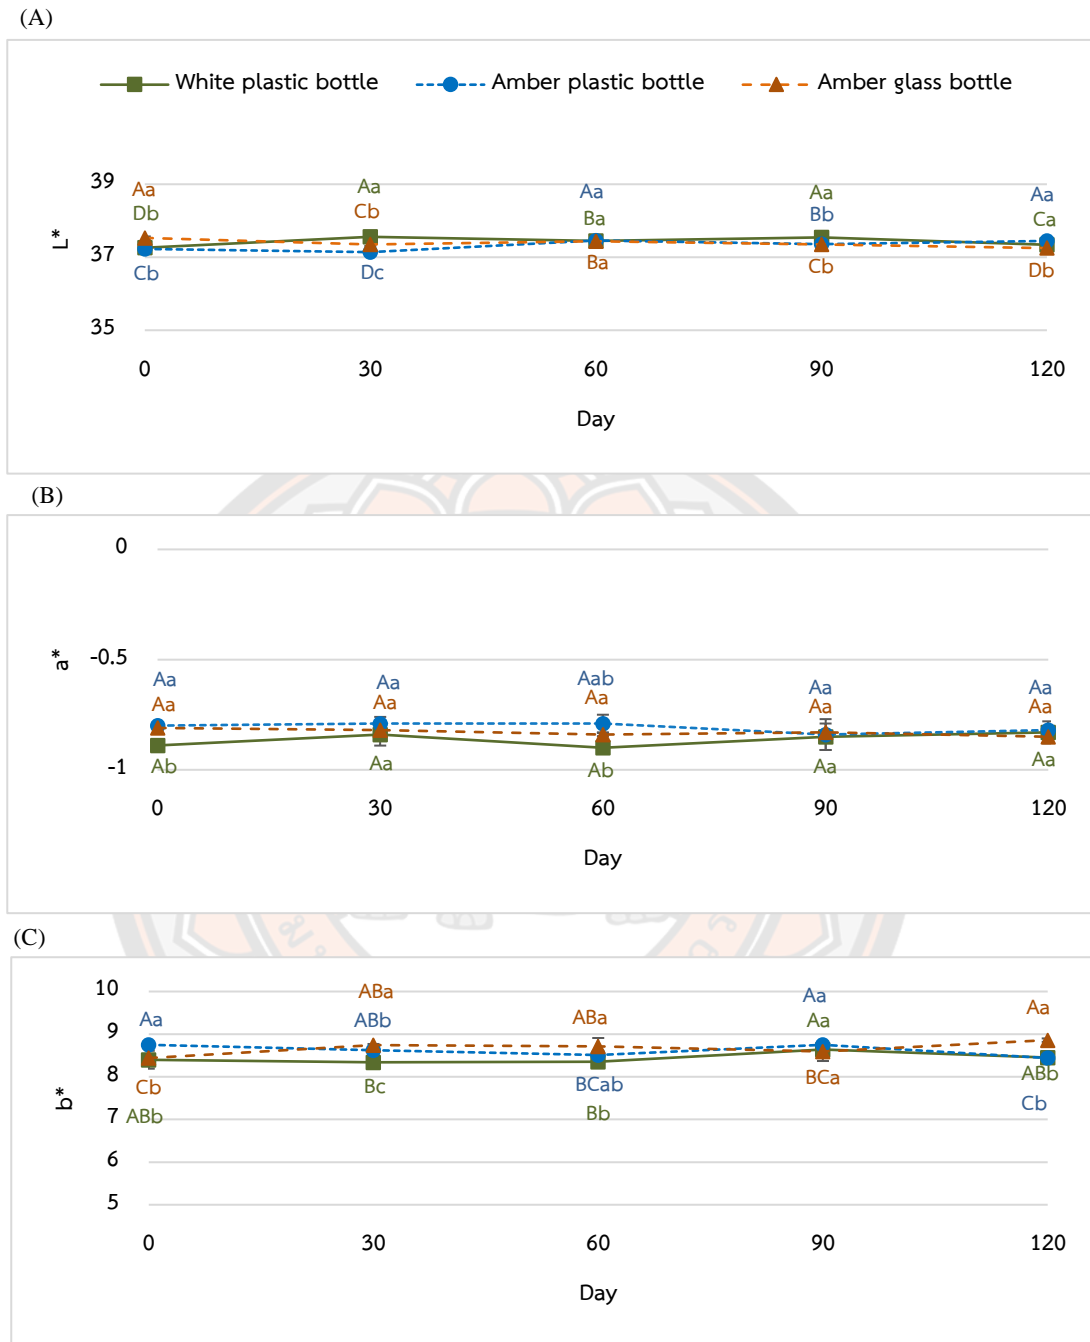 (A)
White plastic bottle Amber plastic bottle Amber glass bottle
39
Aa Aa Aa Aa Aa
Db Cb Ba Bb Ca
L*
37
Cb Dc Ba Cb Db
35
0 30 60 90 120
Day
(B)
0
a*
-0.5
Aa Aa Aab Aa Aa
Aa Aa Aa Aa Aa
Ab Aa Ab Aa Aa
-1
0 30 60 90 120
Day
(C)
10
ABa Aa Aa
Aa ABb ABa Aa
9
8
b*
Cb Bc BCab BCa ABb
ABb Bb Cb
7
6
5
0 30 60 90 120
Day